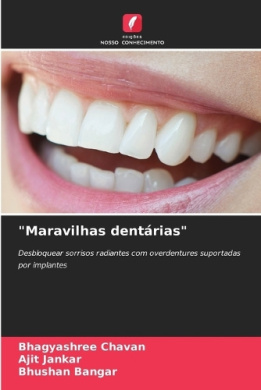 edições
NOSSO CONHECIMENTO
"Maravilhas dentárias"
Desbloquear sorrisos radiantes com overdentures suportadas
por implantes
Bhagyashree Chavan
Ajit Jankar
Bhushan Bangar